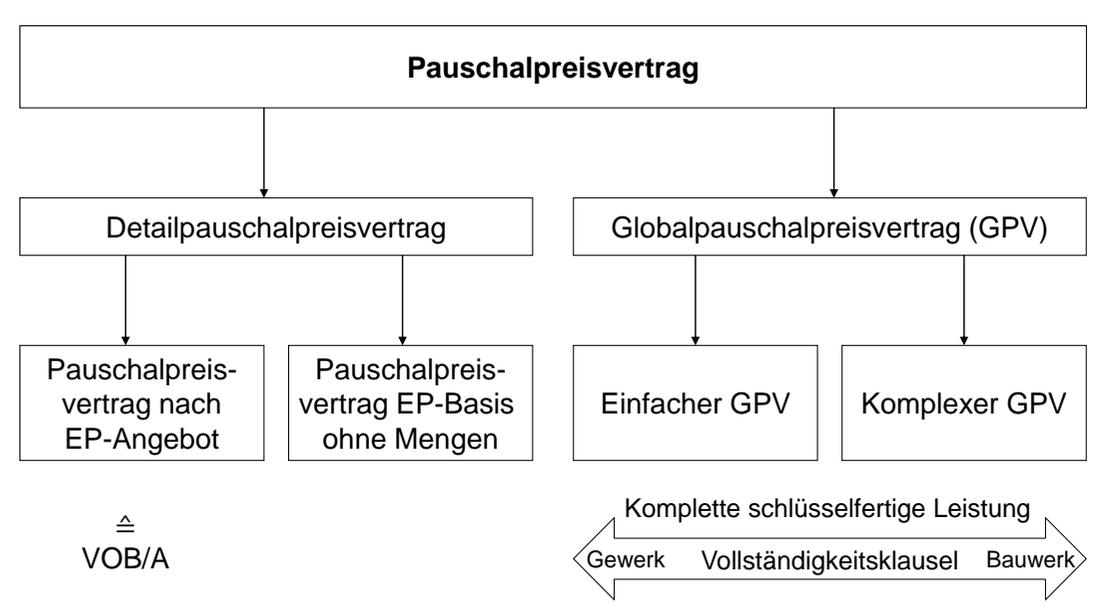 Pauschalpreisvertrag
Detailpauschalpreisvertrag
Globalpauschalpreisvertrag (GPV)
Pauschalpreis-
vertrag nach
EP-Angebot
Pauschalpreis-
vertrag EP-Basis
ohne Mengen
Einfacher GPV
Komplexer GPV
≙
VOB/A
Komplette schlüsselfertige Leistung
Gewerk Vollständigkeitsklausel Bauwerk